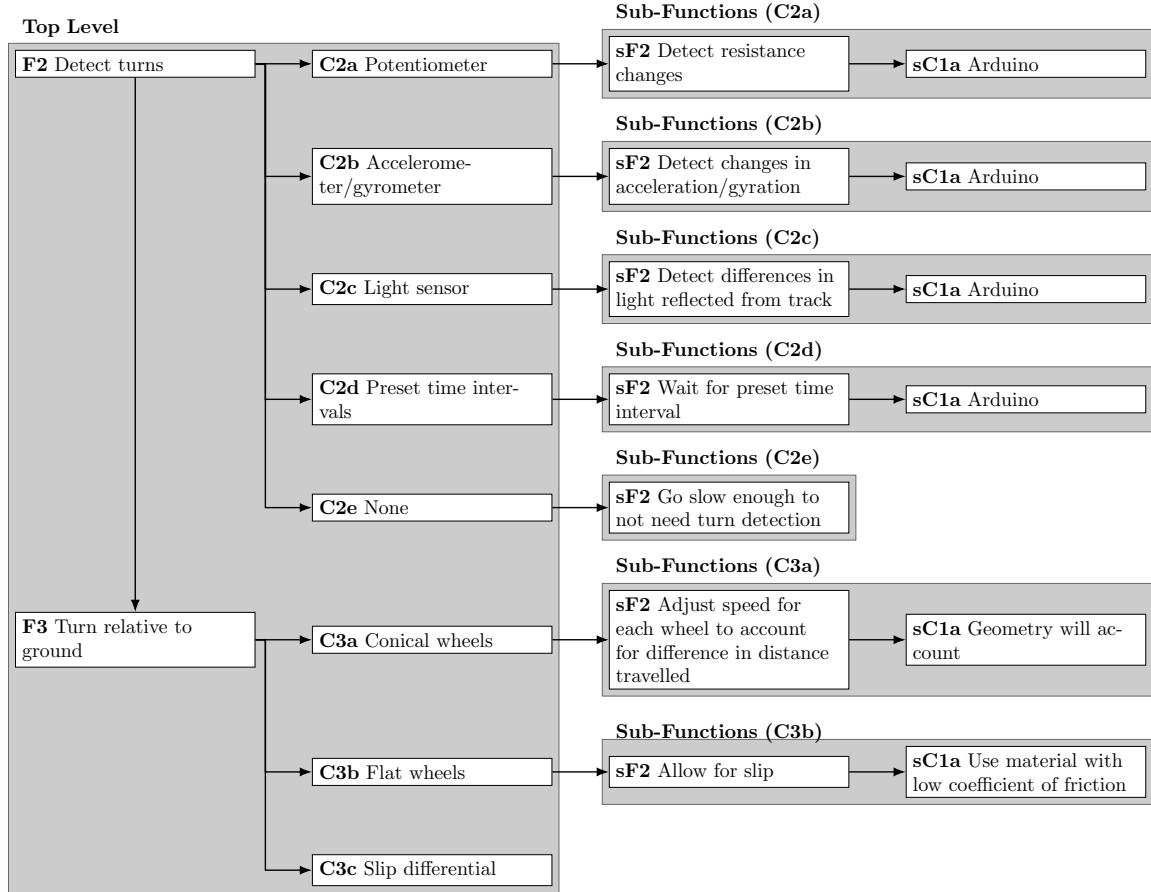 Top Level
F2 Detect turns
C2a Potentiometer
Sub-Functions (C2a)
sF2 Detect resistance
changes
sC1a Arduino
C2b Accelerome-
ter/gyrometer
Sub-Functions (C2b)
sF2 Detect changes in
acceleration/gyration
sC1a Arduino
C2c Light sensor
Sub-Functions (C2c)
sF2 Detect differences in
light reflected from track
sC1a Arduino
C2d Preset time inter-
vals
Sub-Functions (C2d)
sF2 Wait for preset time
interval
sC1a Arduino
C2e None
Sub-Functions (C2e)
sF2 Go slow enough to
not need turn detection
F3 Turn relative to
ground
C3a Conical wheels
Sub-Functions (C3a)
sF2 Adjust speed for
each wheel to account
for difference in distance
travelled
sC1a Geometry will ac-
count
C3b Flat wheels
Sub-Functions (C3b)
sF2 Allow for slip
sC1a Use material with
low coefficient of friction
C3c Slip differential